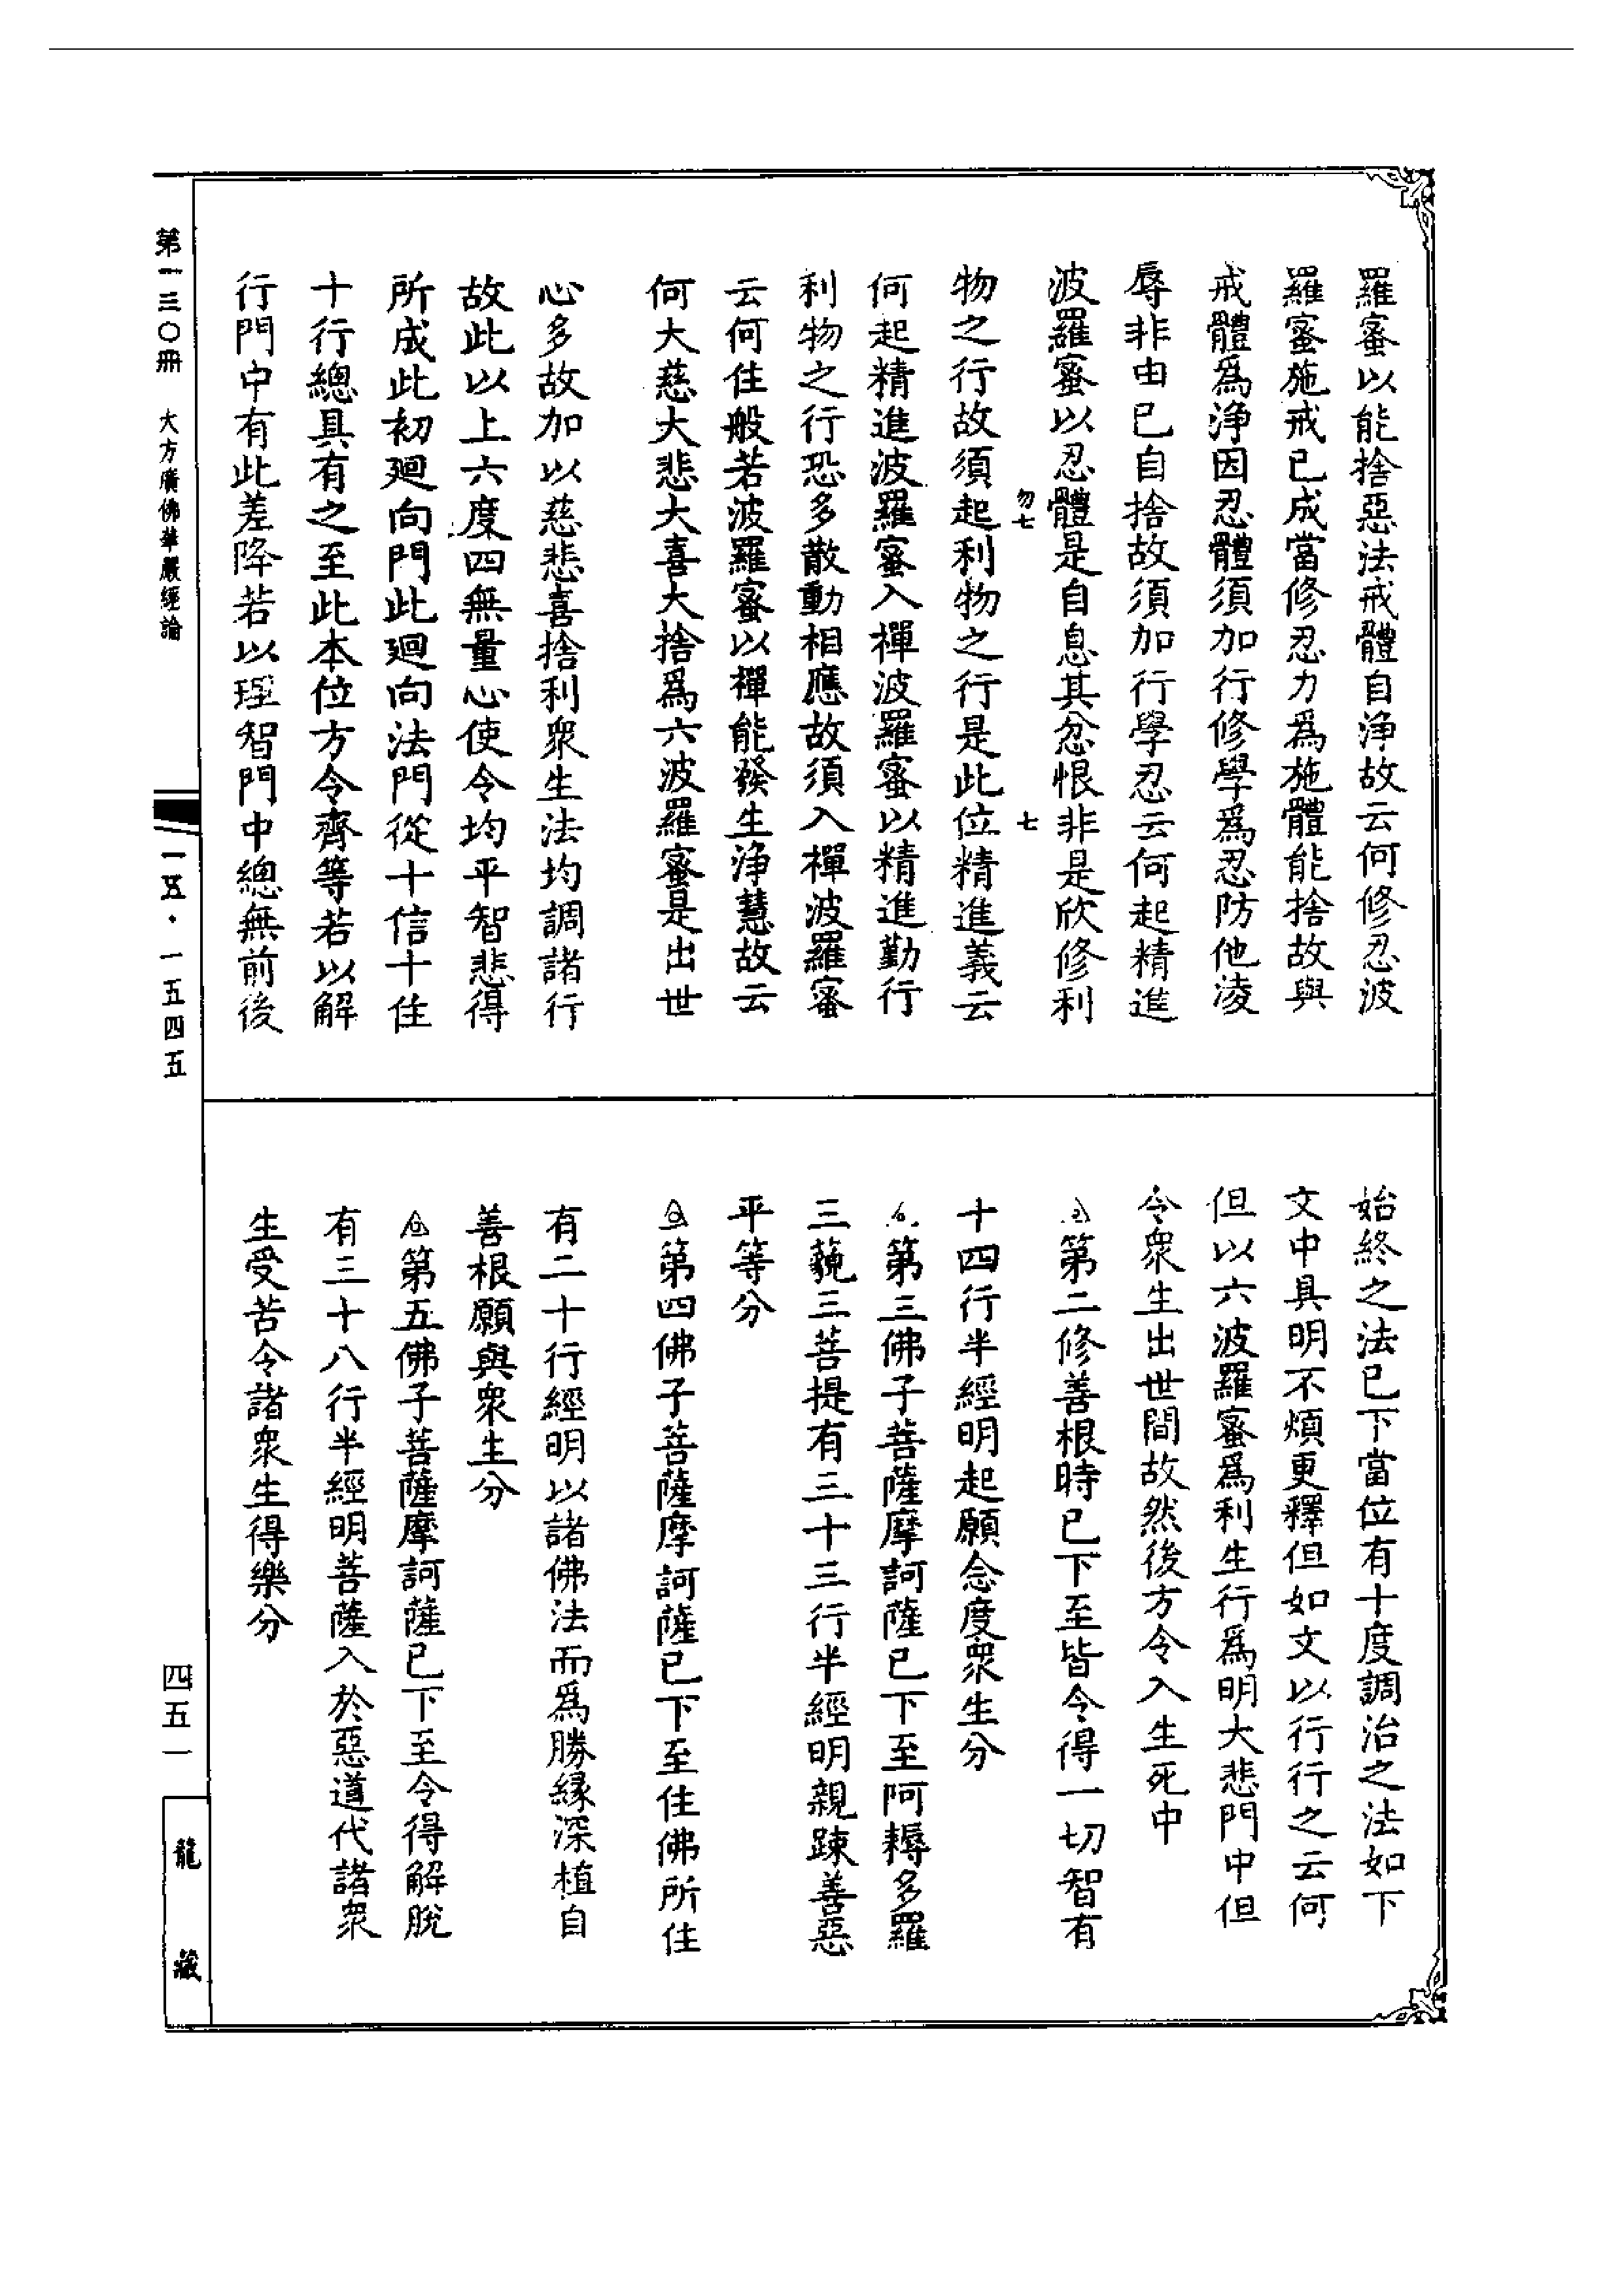 羅蜜以能捨惡法戒體自淨故云何修忍波
羅蜜施戒已成當修忍力爲施體能捨故與
戒體爲淨因忍體須加行修學爲忍防他凌
辱非由已自捨故須加行學忍云何起精進
波羅蜜以忍體是自息其忿恨非是欣修利
勿七 七
物之行故須起利物之行是此位精進義云
何起精進波羅蜜入禪波羅蜜以精進勤行
利物之行恐多散動相應故須入禪波羅蜜
云何住般若波羅蜜以禪能發生淨慧故云
何大慈大悲大喜大捨爲六波羅蜜是出世
心多故加以慈悲喜捨利衆生法均調諸行
故此以上六度四無量心使令均平智悲得
所成此初廻向門此廻向法門從十信十住
十行總具有之至此本位方令齊等若以解
行門中有此差降若以理智門中總無前後
始終之法已下當位有十度調治之法如下
文中具明不煩更釋但如文以行行之云何
但以六波羅蜜爲利生行爲明大悲門中但
令衆生出世間故然後方令入生死中
第二修善根時已下至皆令得一切智有
十四行半經明起願念度衆生分
第三佛子菩薩摩訶薩已下至阿耨多羅
三藐三菩提有三十三行半經明親踈善惡
平等分
第四佛子菩薩摩訶薩已下至住佛所住
有二十行經明以諸佛法而爲勝緣深植自
善根願與衆生分
第五佛子菩薩摩訶薩已下至令得解脫
有三十八行半經明菩薩入於惡道代諸衆
生受苦令諸衆生得樂分
第一三〇冊 大方廣佛華嚴經論
一五·一五四五
四五一
龍藏